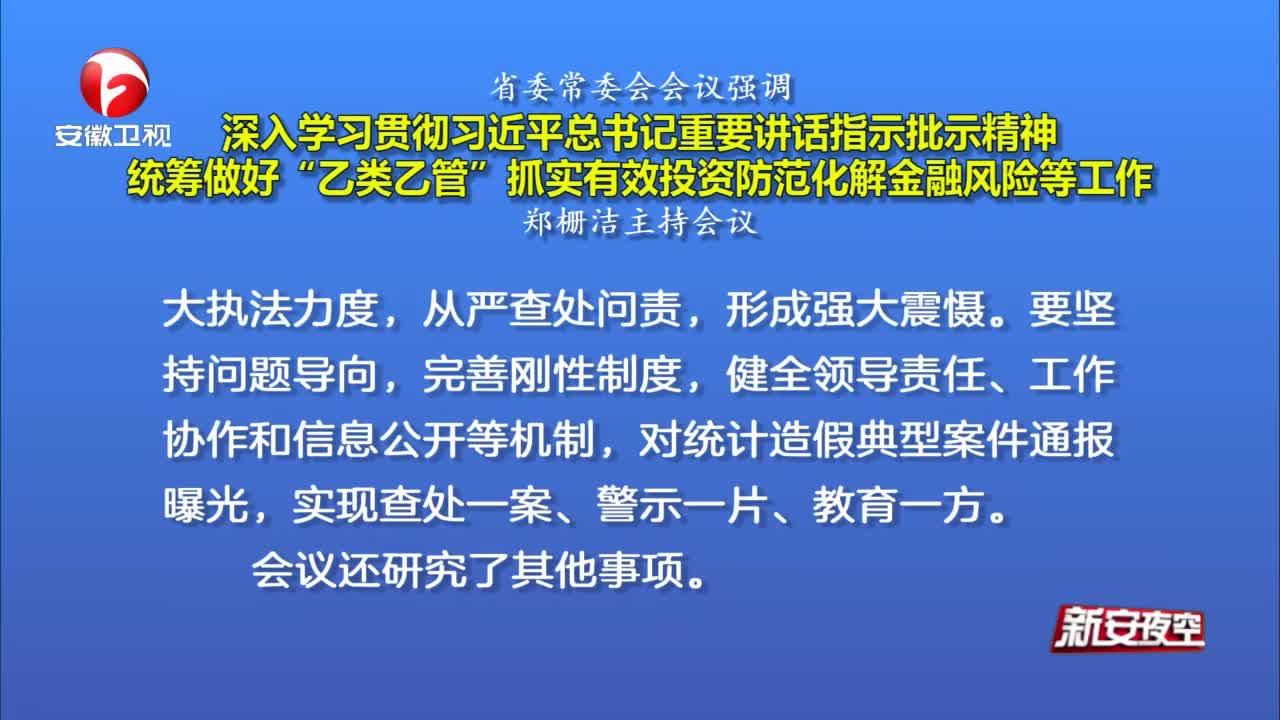 省委常委会会议强调
安徽卫视
深入学习贯彻习近平总书记重要讲话指示批示精神
统筹做好“乙类乙管”抓实有效投资防范化解金融风险等工作
郑栅洁主持会议
大执法力度，从严查处问责，形成强大震慑。要坚
持问题导向，完善刚性制度，健全领导责任、工作
协作和信息公开等机制，对统计造假典型案件通报
曝光，实现查处一案、警示一片、教育一方。
会议还研究了其他事项。
新安夜空